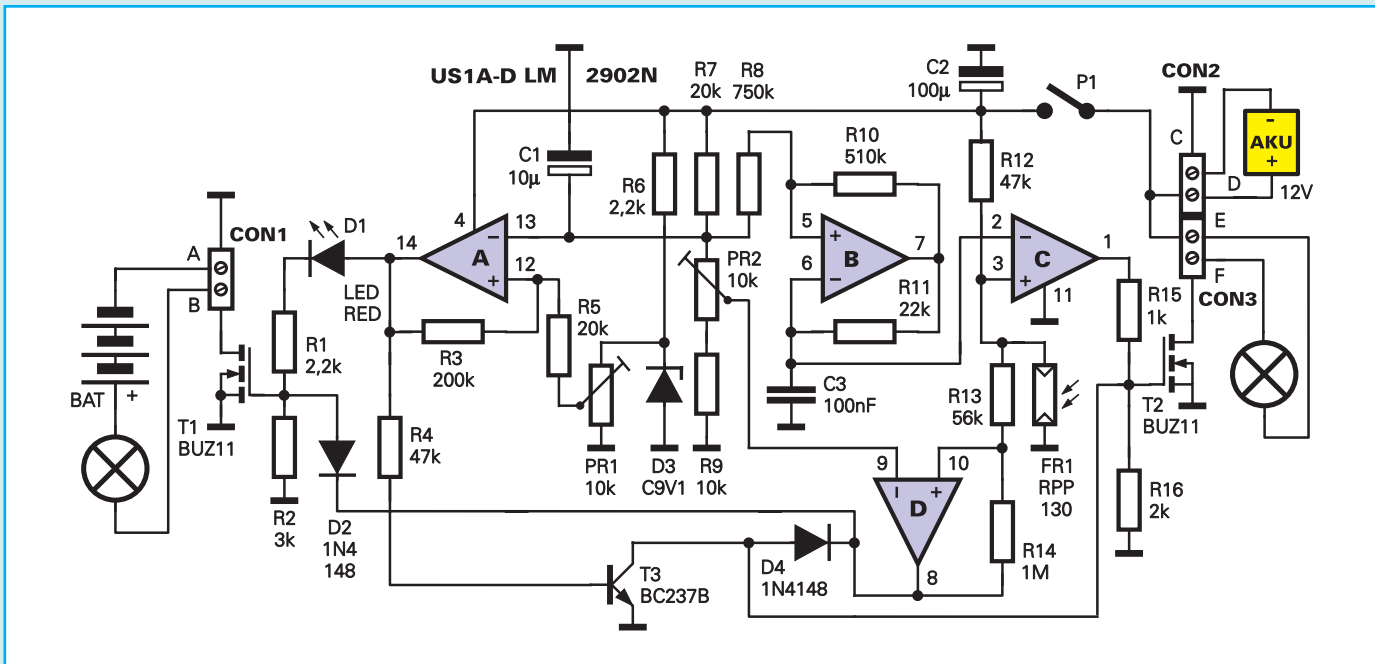 US1A-D LM 2902N
R7
20k
R8
750k
C2
100µ
P1
CON2
C
-
AKU
+
D
12V
E
F
CON3
C1
10µ
R6
2,2k
R10
510k
R12
47k
CON1
A
B
D1
LED
RED
14
4
13
A
-
12
+
PR2
10k
5
+
6
-
B
7
R11
22k
2
-
3
+
C
1
11
R15
1k
R5
20k
R1
2,2k
R3
200k
BAT
+
T1
BUZ11
R4
47k
C3
100nF
R13
56k
T2
BUZ11
PR1
10k
D3
C9V1
R9
10k
9
10
-
+
D
8
FR1
RPP
130
R16
2k
R2
3k
D2
1N4
148
R14
1M
T3
BC237B
D4
1N4148